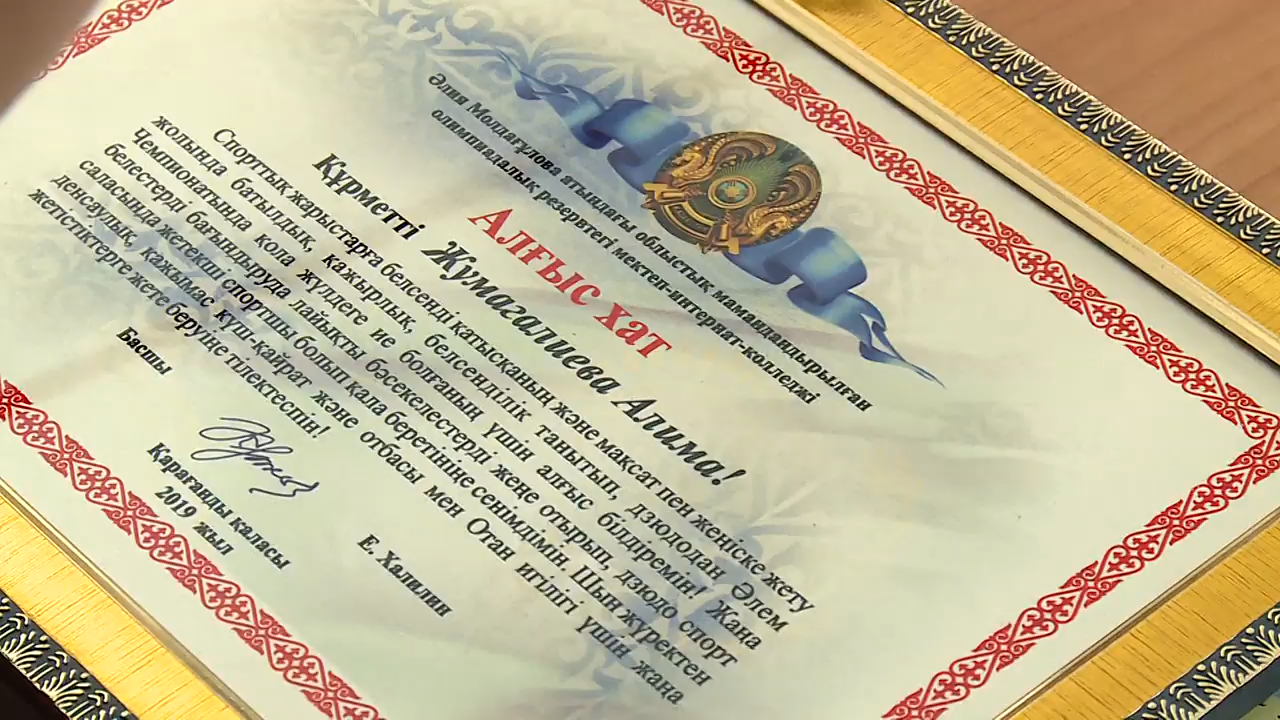 Әлия Молдағұлова атындағы облыстық мамандандырылған
олимпиадалық резервтегі мектеп-интернат-колледжі
Алғыс хат
Құрметті Жумагалиева Алима!
Спорттық жарыстарға белсенді қатысқаның және мақсат пен жеңіске жету
жолында батылдық, қажырлық, белсенділік танытып, дзюдодан Әлем
Чемпионатында қола жүлдеге ие болғаның үшін алғыс білдіремін! Жаңа
белестерді бағындыруда лайықты бәсекелестерді жеңе отырып, дзюдо спорт
саласында жетекші спортшы болып қала беретініңе сенімдімін. Шын жүректен
денсаулық, қажымас күш-қайрат және отбасы мен Отан игілігі үшін жаңа
жетістіктерге жете беруіңе тілектеспін!
Басшы
Е. Халилин
Қарағанды қаласы
2019 жыл